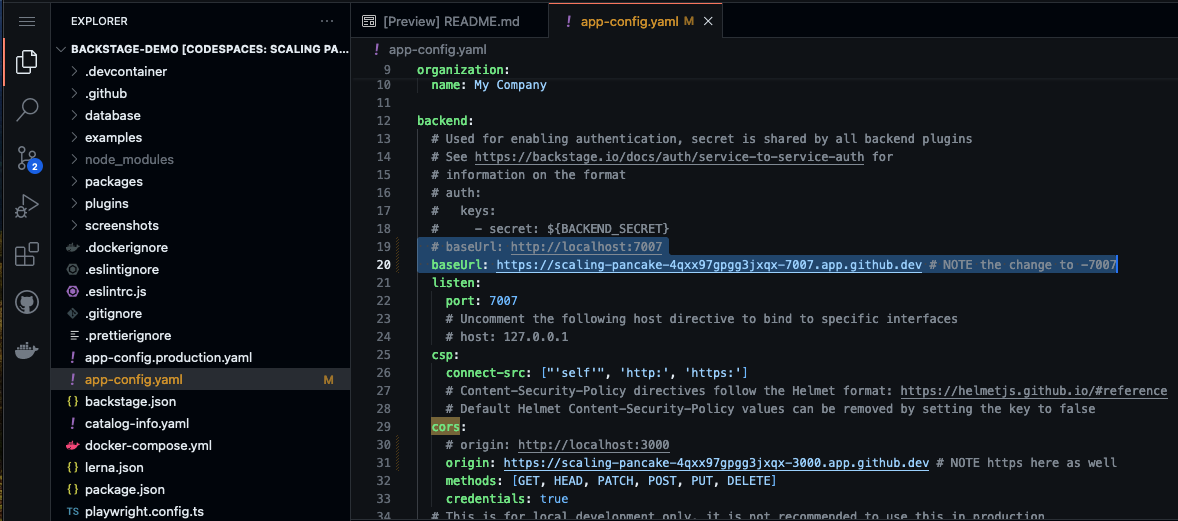 EXPLORER
···
BACKSTAGE-DEMO [CODESPACES: SCALING PA...
.devcontainer
.github
database
examples
node_modules
packages
plugins
screenshots
.dockerignore
.eslintignore
.eslintrc.js
.gitignore
.prettierignore
! app-config.production.yaml
! app-config.yaml M
{} backstage.json
! catalog-info.yaml
docker-compose.yml
{} lerna.json
{} package.json
TS playwright.config.ts
2
[Preview] README.md
! app-config.yaml M ×
! app-config.yaml
9 organization:
10 name: My Company
11
12 backend:
13 # Used for enabling authentication, secret is shared by all backend plugins
14 # See https://backstage.io/docs/auth/service-to-service-auth for
15 # information on the format
16 # auth:
17 #   keys:
18 #     - secret: ${BACKEND_SECRET}
19 # baseUrl: http://localhost:7007
20 baseUrl: https://scaling-pancake-4qxx97gpgg3jxqx-7007.app.github.dev # NOTE the change to -7007
21 listen:
22 port: 7007
23 # Uncomment the following host directive to bind to specific interfaces
24 # host: 127.0.0.1
25 csp:
26 connect-src: ["'self'", 'http:', 'https:']
27 # Content-Security-Policy directives follow the Helmet format: https://helmetjs.github.io/#reference
28 # Default Helmet Content-Security-Policy values can be removed by setting the key to false
29 cors:
30 # origin: http://localhost:3000
31 origin: https://scaling-pancake-4qxx97gpgg3jxqx-3000.app.github.dev # NOTE https here as well
32 methods: [GET, HEAD, PATCH, POST, PUT, DELETE]
33 credentials: true
34 # This is for local development only, it is not recommended to use this in production